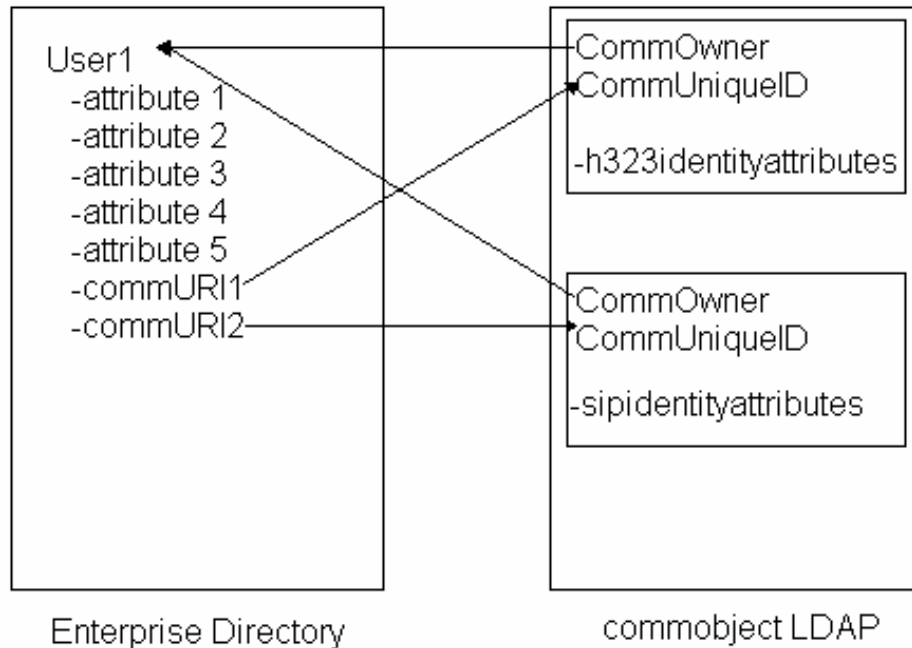 User1
-attribute 1
-attribute 2
-attribute 3
-attribute 4
-attribute 5
-commURI1
-commURI2
Enterprise Directory
CommOwner
CommUniqueID
-h323identityattributes
CommOwner
CommUniqueID
-sipidentityattributes
commobject LDAP